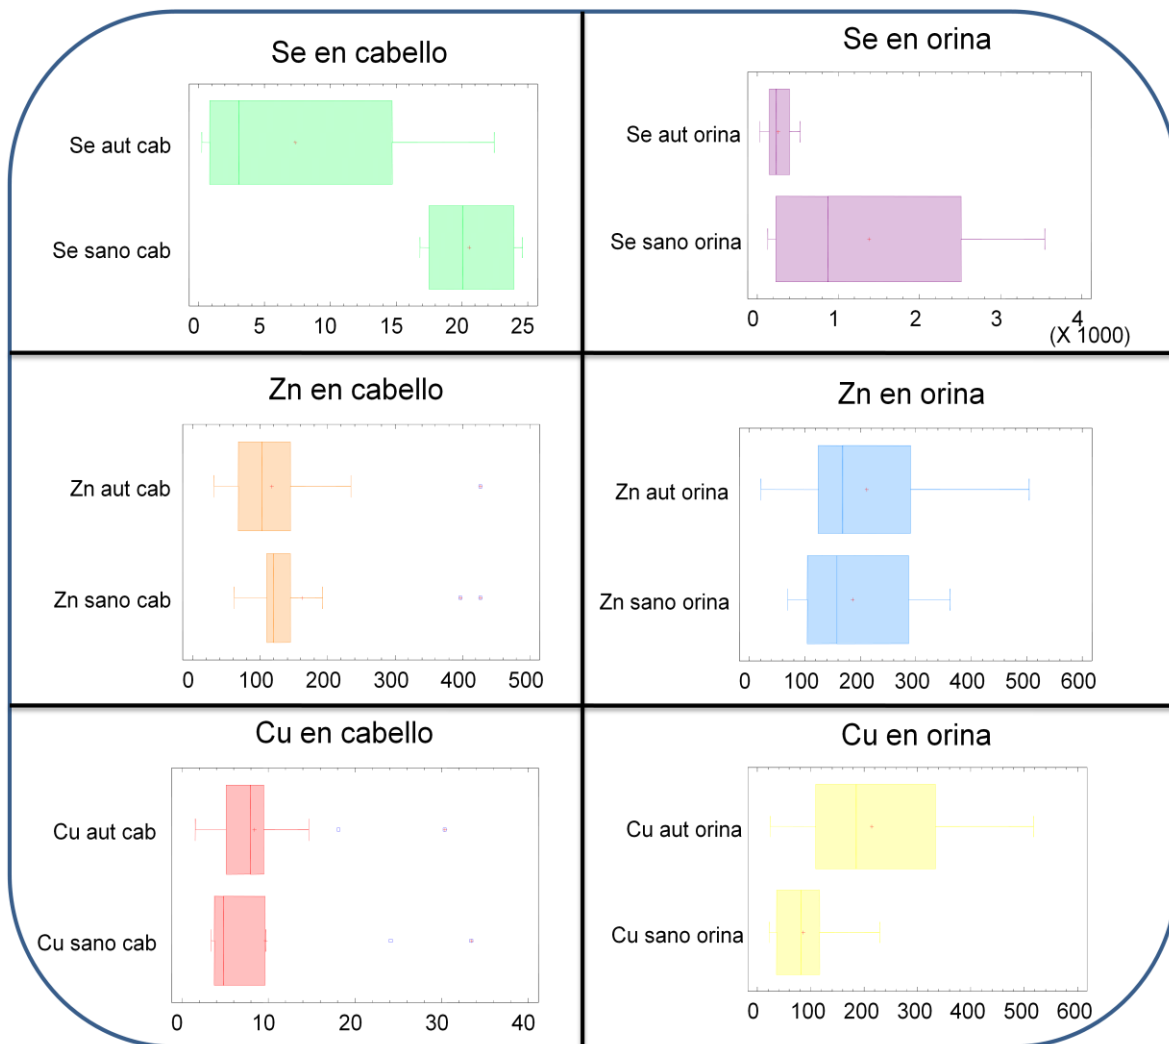 Se en cabello
Se aut cab
Se sano cab
0 5 10 15 20 25
Se en orina
Se aut orina
Se sano orina
0 1 2 3 4
(X 1000)
Zn en cabello
Zn aut cab
Zn sano cab
0 100 200 300 400 500
Zn en orina
Zn aut orina
Zn sano orina
0 100 200 300 400 500 600
Cu en cabello
Cu aut cab
Cu sano cab
0 10 20 30 40
Cu en orina
Cu aut orina
Cu sano orina
0 100 200 300 400 500 600